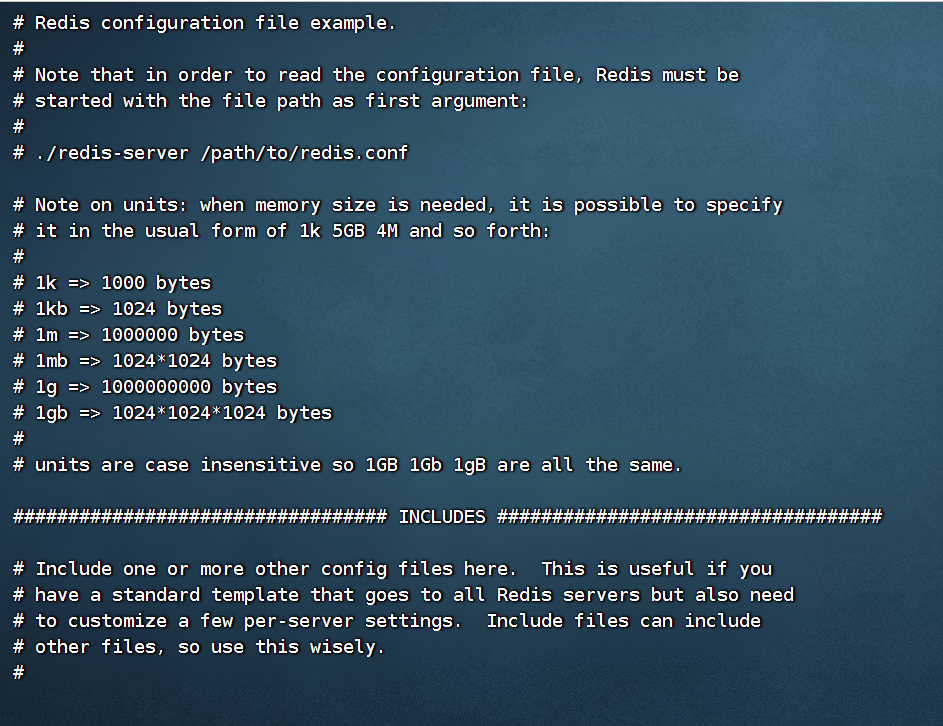 # Redis configuration file example.
#
# Note that in order to read the configuration file, Redis must be
# started with the file path as first argument:
#
# ./redis-server /path/to/redis.conf

# Note on units: when memory size is needed, it is possible to specify
# it in the usual form of 1k 5GB 4M and so forth:
#
# 1k => 1000 bytes
# 1kb => 1024 bytes
# 1m => 1000000 bytes
# 1mb => 1024*1024 bytes
# 1g => 1000000000 bytes
# 1gb => 1024*1024*1024 bytes
#
# units are case insensitive so 1GB 1Gb 1gB are all the same.

################################## INCLUDES ###################################

# Include one or more other config files here.  This is useful if you
# have a standard template that goes to all Redis servers but also need
# to customize a few per-server settings.  Include files can include
# other files, so use this wisely.
#